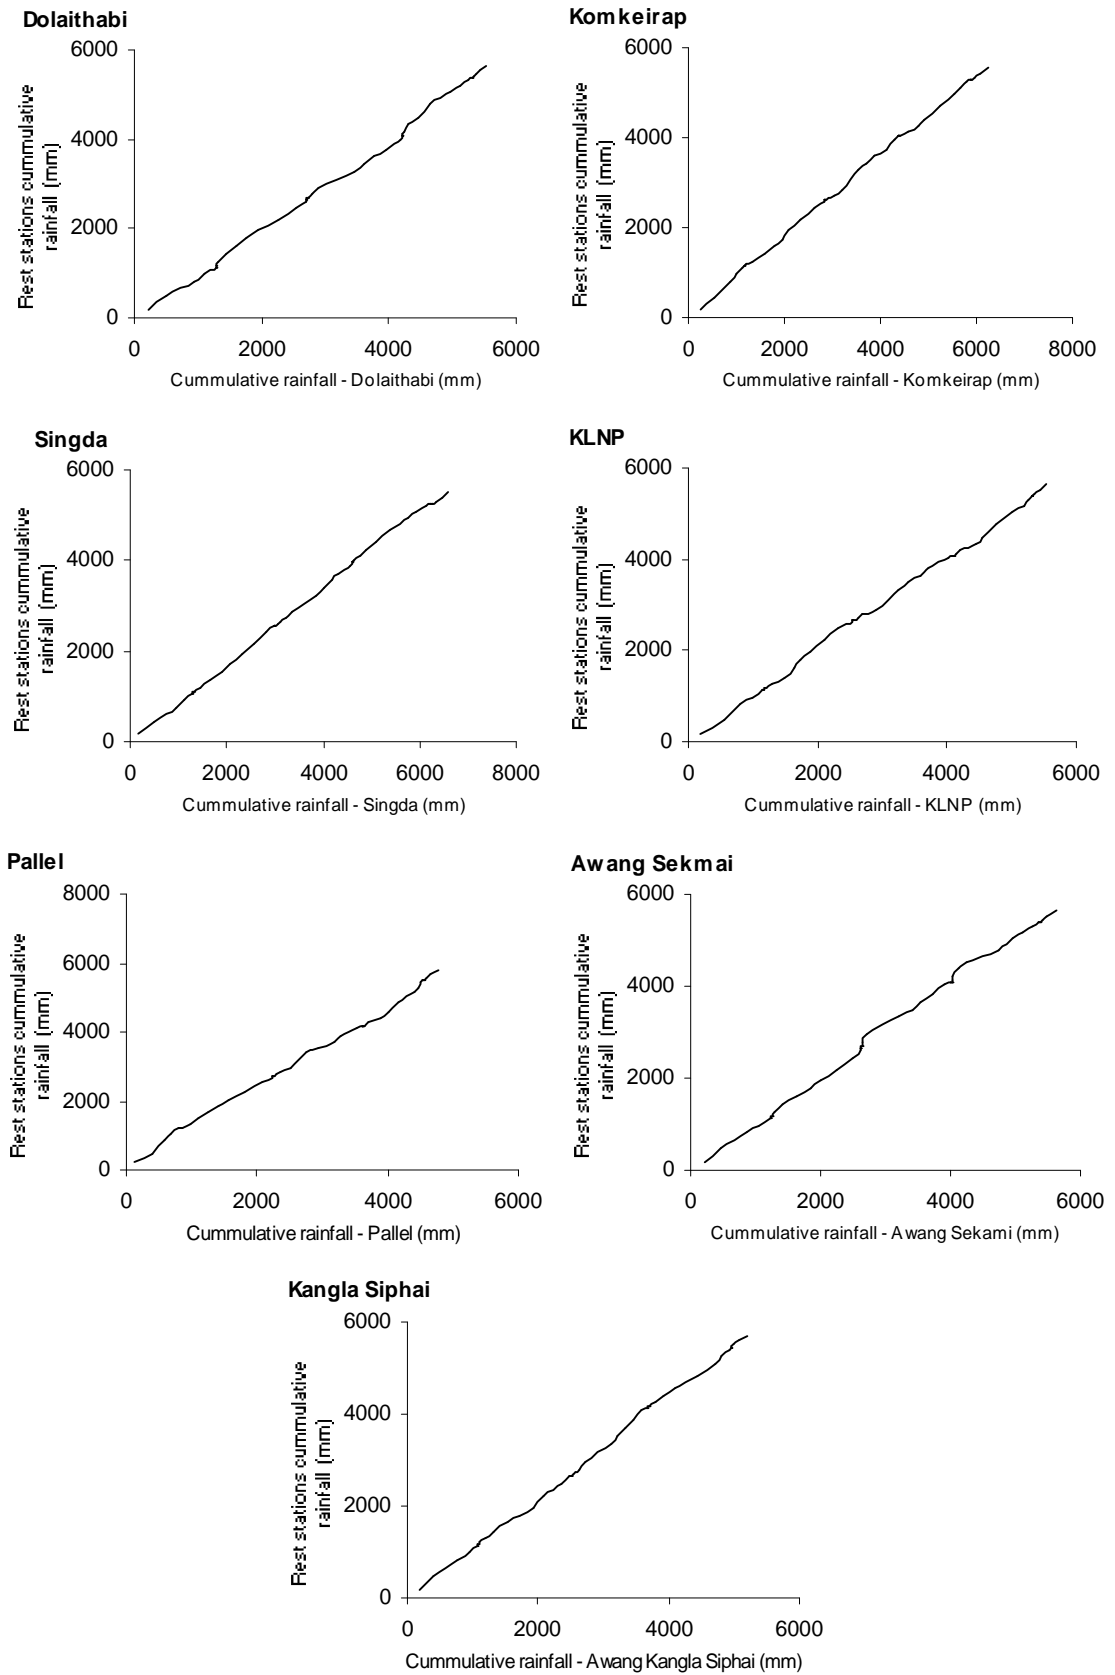 Dolaithabi
6000
4000
2000
0
Rest stations cummulative
rainfall (mm)
0 2000 4000 6000
Cummulative rainfall - Dolaithabi (mm)
Komkeirap
6000
4000
2000
0
Rest stations cummulative
rainfall (mm)
0 2000 4000 6000 8000
Cummulative rainfall - Komkeirap (mm)
Singda
6000
4000
2000
0
Rest stations cummulative
rainfall (mm)
0 2000 4000 6000 8000
Cummulative rainfall - Singda (mm)
KLNP
6000
4000
2000
0
Rest stations cummulative
rainfall (mm)
0 2000 4000 6000
Cummulative rainfall - KLNP (mm)
Pallel
8000
6000
4000
2000
0
Rest stations cummulative
rainfall (mm)
0 2000 4000 6000
Cummulative rainfall - Pallel (mm)
Awang Sekmai
6000
4000
2000
0
Rest stations cummulative
rainfall (mm)
0 2000 4000 6000
Cummulative rainfall - Awang Sekami (mm)
Kangla Siphai
6000
4000
2000
0
Rest stations cummulative
rainfall (mm)
0 2000 4000 6000
Cummulative rainfall - Awang Kangla Siphai (mm)